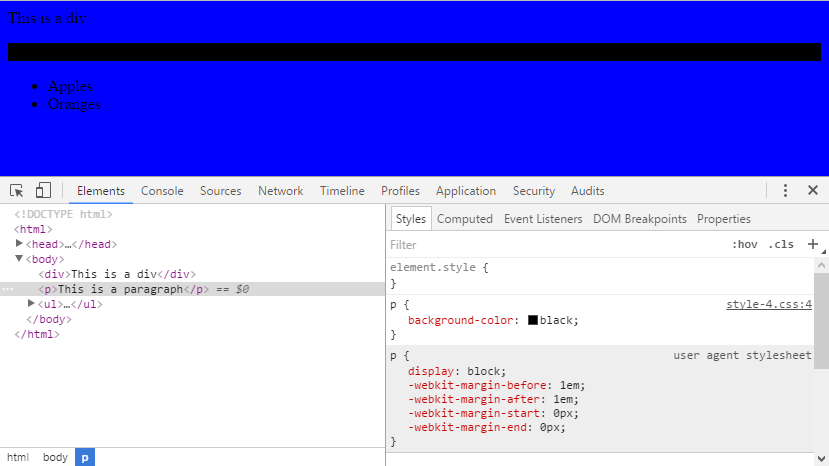 This is a div
Apples
Oranges
Elements Console Sources Network Timeline Profiles Application Security Audits
<!DOCTYPE html>
<html>
<head>…</head>
<body>
<div>This is a div</div>
<p>This is a paragraph</p> == $0
<ul>…</ul>
</body>
</html>
html body p
Styles Computed Event Listeners DOM Breakpoints Properties
Filter :hov .cls +
element.style {
}
p { style-4.css:4
background-color: black;
}
p { user agent stylesheet
display: block;
-webkit-margin-before: 1em;
-webkit-margin-after: 1em;
-webkit-margin-start: 0px;
-webkit-margin-end: 0px;
}